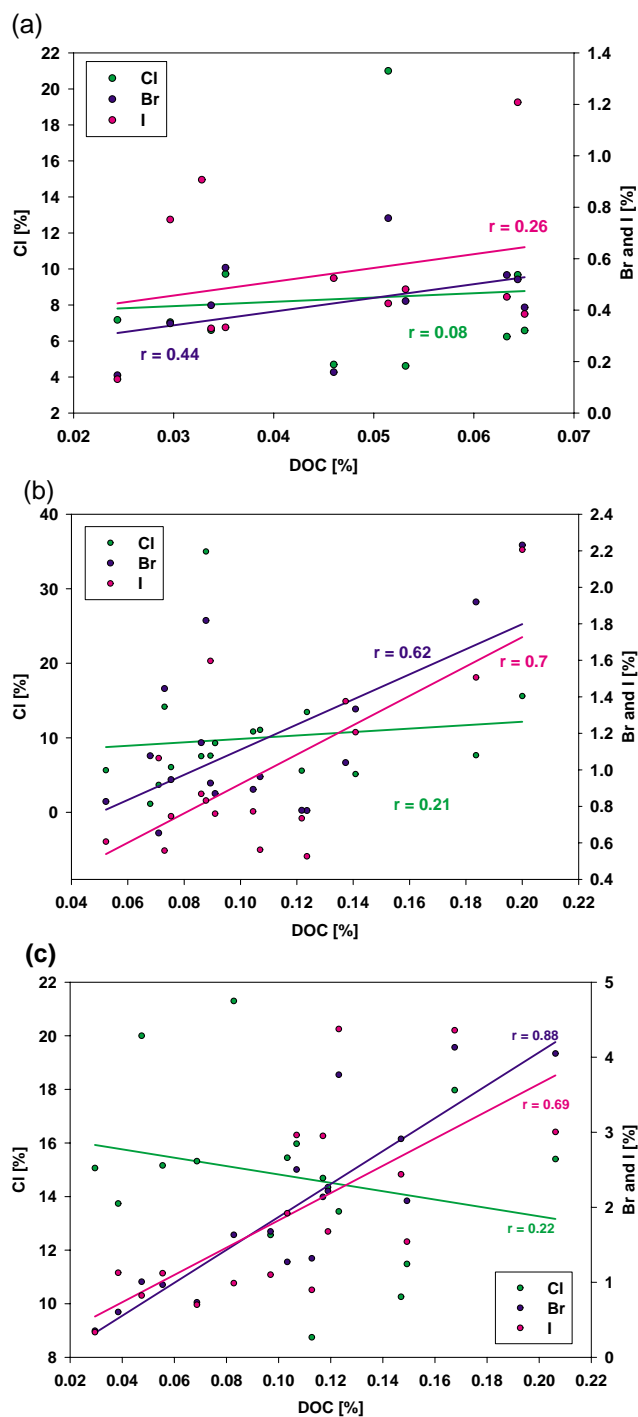 (a)
22
20
18
16
14
12
10
8
6
4
2
Cl [%]
1.4
1.2
1.0
0.8
0.6
0.4
0.2
0.0
Br and I [%]
Cl
Br
I
r = 0.26
r = 0.08
r = 0.44
0.02 0.03 0.04 0.05 0.06 0.07
DOC [%]
(b)
40
30
20
10
0
Cl [%]
2.4
2.2
2.0
1.8
1.6
1.4
1.2
1.0
0.8
0.6
0.4
Br and I [%]
Cl
Br
I
r = 0.62
r = 0.7
r = 0.21
0.04 0.06 0.08 0.10 0.12 0.14 0.16 0.18 0.20 0.22
DOC [%]
(c)
22
20
18
16
14
12
10
8
Cl [%]
5
4
3
2
1
0
Br and I [%]
r = 0.88
r = 0.69
r = 0.22
Cl
Br
I
0.02 0.04 0.06 0.08 0.10 0.12 0.14 0.16 0.18 0.20 0.22
DOC [%]